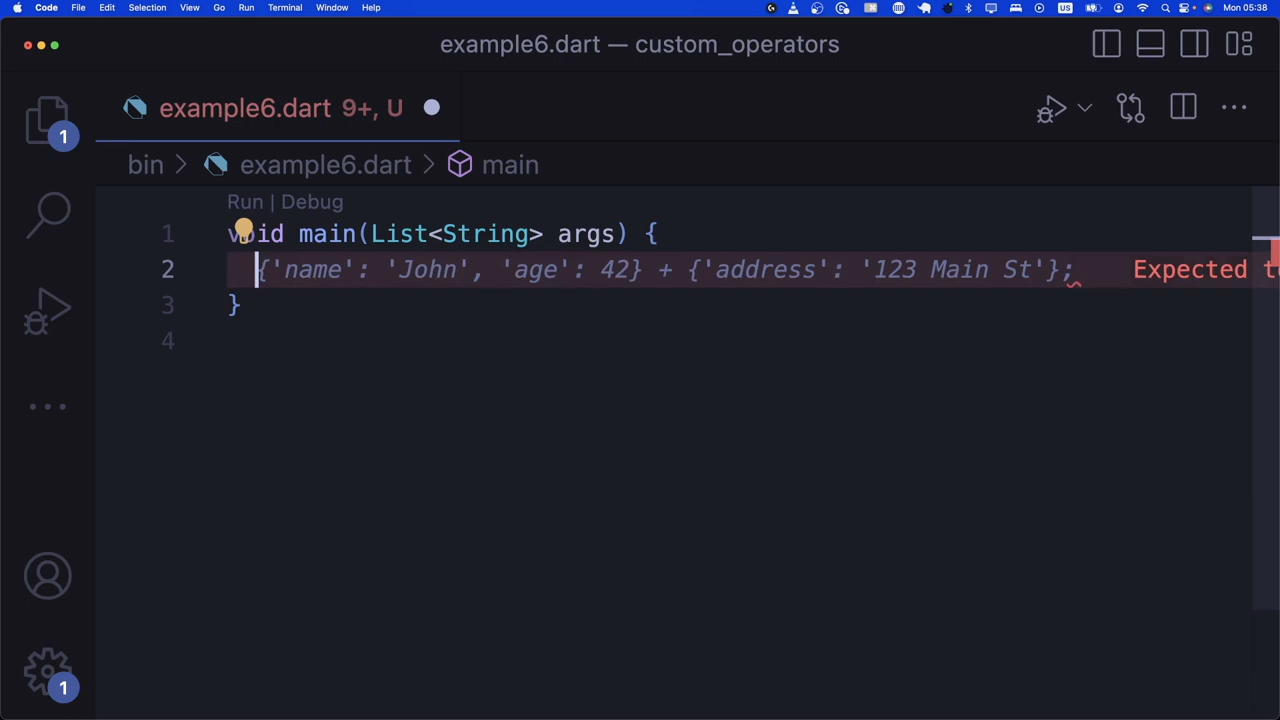 Code File Edit Selection View Go Run Terminal Window Help US Mon 05:38
example6.dart — custom_operators
example6.dart 9+, U
1
bin > example6.dart > main
Run | Debug
1 void main(List<String> args) {
2 {'name': 'John', 'age': 42} + {'address': '123 Main St'}; Expected
3 }
4
1